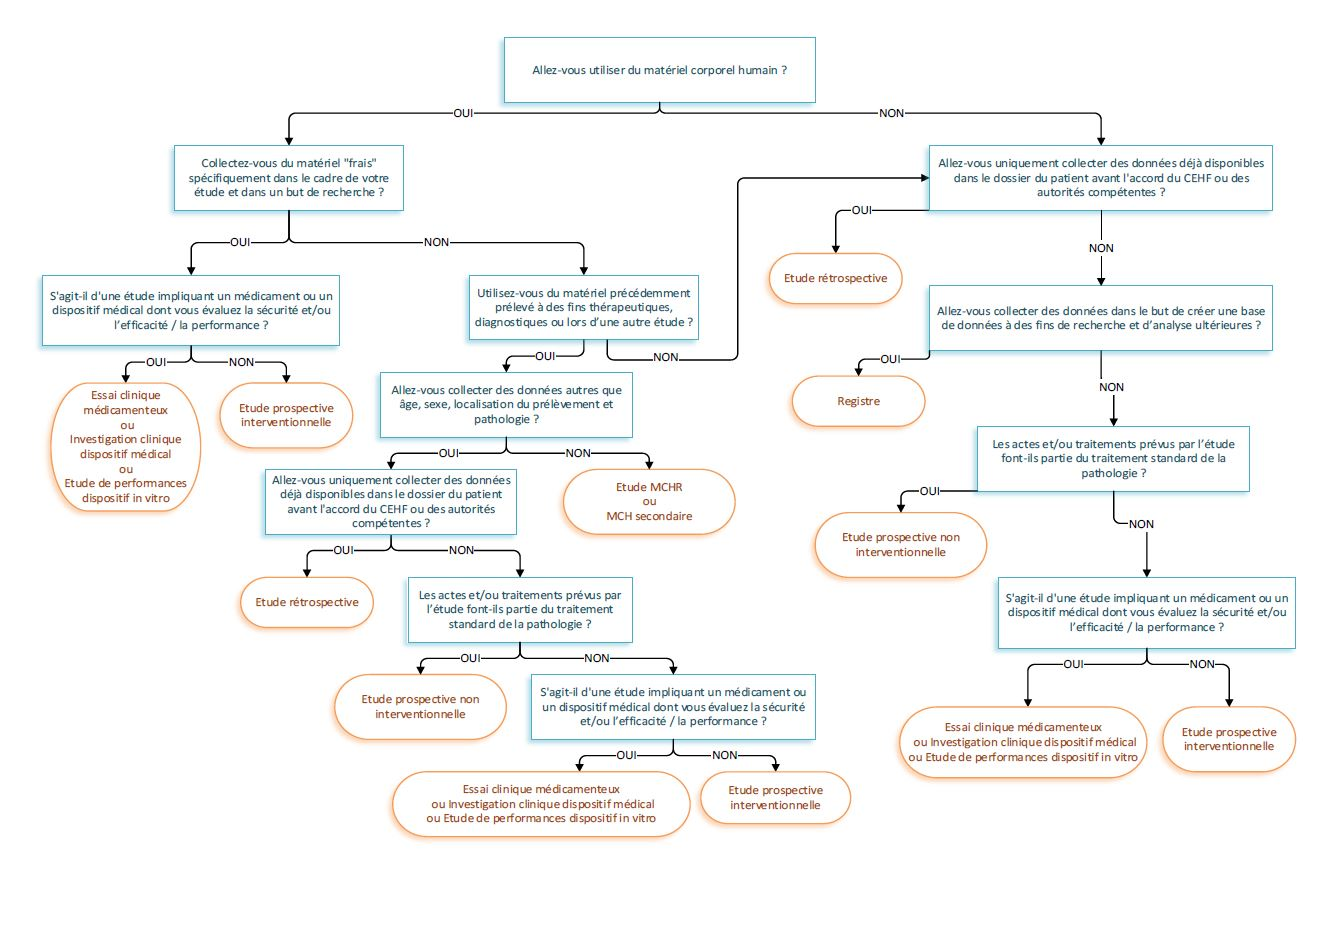 Allez-vous utiliser du matériel corporel humain ?
OUI
NON
Collectez-vous du matériel "frais"
spécifiquement dans le cadre de votre
étude et dans un but de recherche ?
Allez-vous uniquement collecter des données déjà disponibles
dans le dossier du patient avant l'accord du CEHF ou des
autorités compétentes ?
OUI
NON
OUI
NON
Etude rétrospective
S'agit-il d'une étude impliquant un médicament ou un
dispositif médical dont vous évaluez la sécurité et/ou
l’efficacité / la performance ?
Utilisez-vous du matériel précédemment
prélevé à des fins thérapeutiques,
diagnostiques ou lors d’une autre étude ?
Allez-vous collecter des données dans le but de créer une base
de données à des fins de recherche et d’analyse ultérieures ?
OUI
NON
OUI
NON
OUI
NON
Essai clinique
médicamenteux
ou
Investigation clinique
dispositif médical
ou
Etude de performances
dispositif in vitro
Etude prospective
interventionnelle
Allez-vous collecter des données autres que
âge, sexe, localisation du prélèvement et
pathologie ?
Registre
Les actes et/ou traitements prévus par l’étude
font-ils partie du traitement standard de la
pathologie ?
OUI
NON
OUI
NON
Allez-vous uniquement collecter des données
déjà disponibles dans le dossier du patient
avant l'accord du CEHF ou des autorités
compétentes ?
Etude MCHR
ou
MCH secondaire
Etude prospective non
interventionnelle
OUI
NON
Etude rétrospective
Les actes et/ou traitements prévus par
l’étude font-ils partie du traitement
standard de la pathologie ?
S'agit-il d'une étude impliquant un médicament ou un
dispositif médical dont vous évaluez la sécurité et/ou
l’efficacité / la performance ?
OUI
NON
OUI
NON
Etude prospective non
interventionnelle
S'agit-il d'une étude impliquant un médicament ou
un dispositif médical dont vous évaluez la sécurité
et/ou l’efficacité / la performance ?
Essai clinique médicamenteux
ou Investigation clinique dispositif médical
ou Etude de performances dispositif in vitro
Etude prospective
interventionnelle
OUI
NON
Essai clinique médicamenteux
ou Investigation clinique dispositif médical
ou Etude de performances dispositif in vitro
Etude prospective
interventionnelle